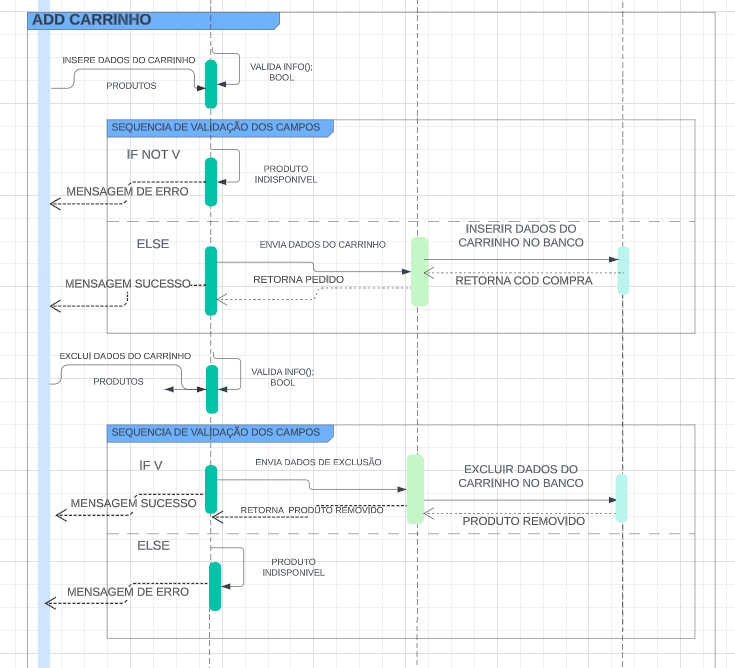 ADD CARRINHO
INSERE DADOS DO CARRINHO
PRODUTOS
VALIDA INFO();
BOOL
SEQUENCIA DE VALIDAÇÃO DOS CAMPOS
IF NOT V
PRODUTO
INDISPONIVEL
MENSAGEM DE ERRO
ELSE
ENVIA DADOS DO CARRINHO
INSERIR DADOS DO
CARRINHO NO BANCO
MENSAGEM SUCESSO
RETORNA PEDIDO
RETORNA COD COMPRA
EXCLUÍ DADOS DO CARRINHO
PRODUTOS
VALIDA INFO();
BOOL
SEQUENCIA DE VALIDAÇÃO DOS CAMPOS
IF V
ENVIA DADOS DE EXCLUSÃO
EXCLUIR DADOS DO
CARRINHO NO BANCO
MENSAGEM SUCESSO
RETORNA PRODUTO REMOVIDO
PRODUTO REMOVIDO
ELSE
PRODUTO
INDISPONIVEL
MENSAGEM DE ERRO